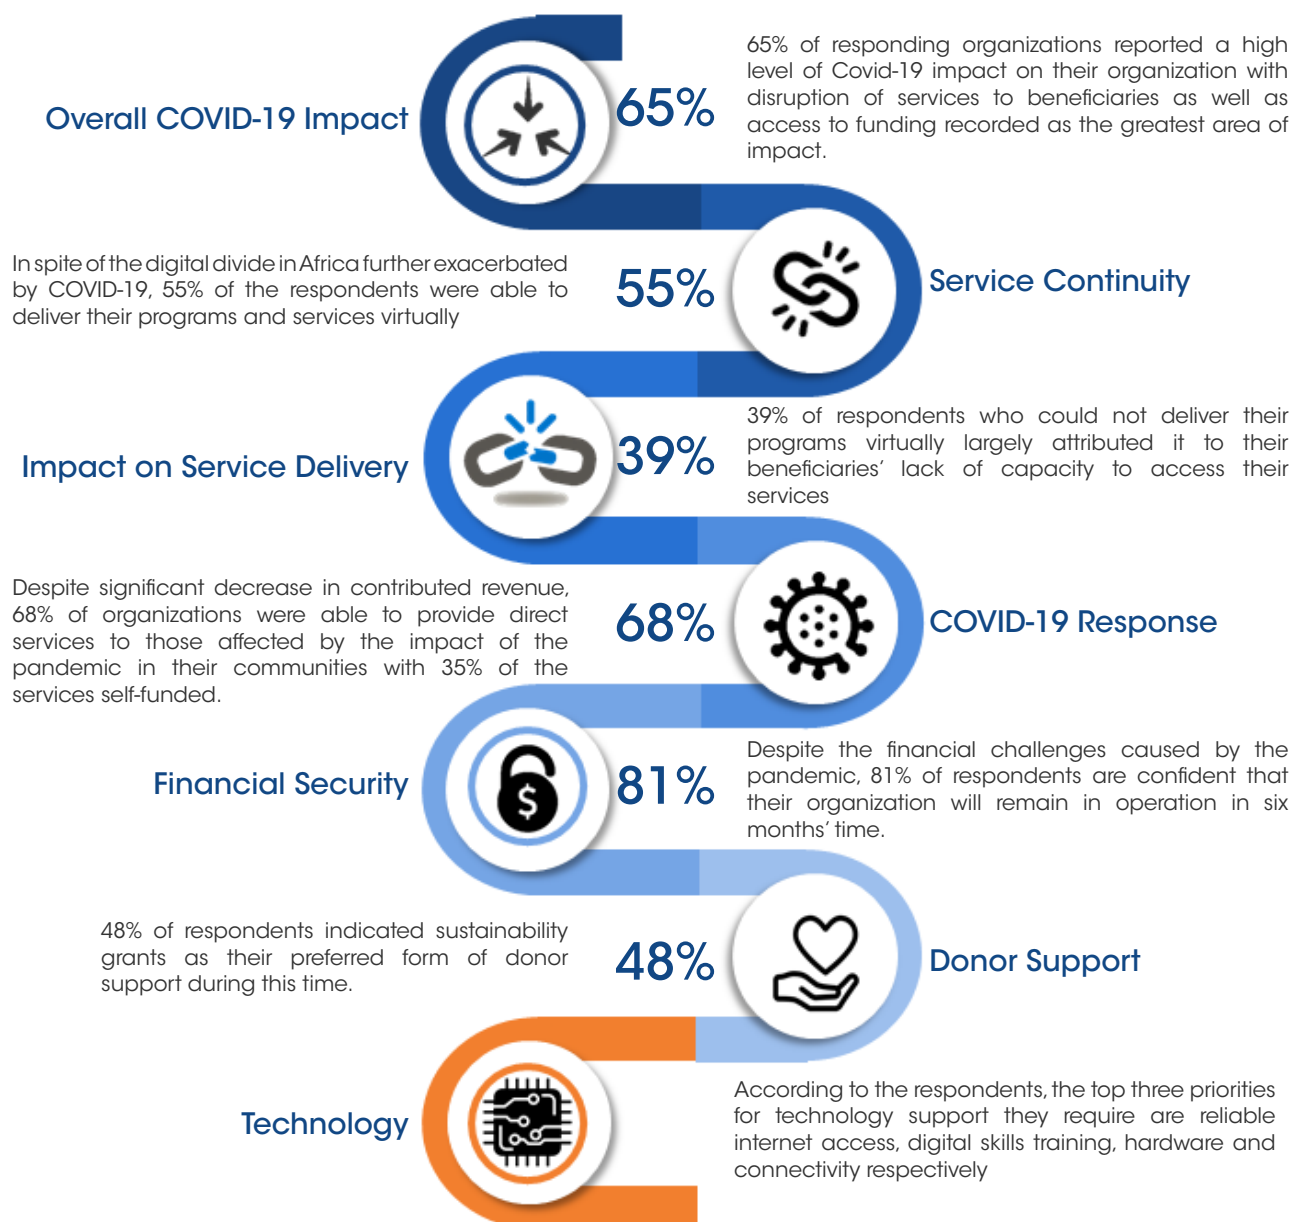 Overall COVID-19 Impact
65%
65% of responding organizations reported a high
level of Covid-19 impact on their organization with
disruption of services to beneficiaries as well as
access to funding recorded as the greatest area of
impact.
In spite of the digital divide in Africa further exacerbated
by COVID-19, 55% of the respondents were able to
deliver their programs and services virtually
55%
Service Continuity
Impact on Service Delivery
39%
39% of respondents who could not deliver their
programs virtually largely attributed it to their
beneficiaries' lack of capacity to access their
services
Despite significant decrease in contributed revenue,
68% of organizations were able to provide direct
services to those affected by the impact of the
pandemic in their communities with 35% of the
services self-funded.
68%
COVID-19 Response
Financial Security
$
81%
Despite the financial challenges caused by the
pandemic, 81% of respondents are confident that
their organization will remain in operation in six
months' time.
48% of respondents indicated sustainability
grants as their preferred form of donor
support during this time.
48%
Donor Support
Technology
According to the respondents, the top three priorities
for technology support they require are reliable
internet access, digital skills training, hardware and
connectivity respectively